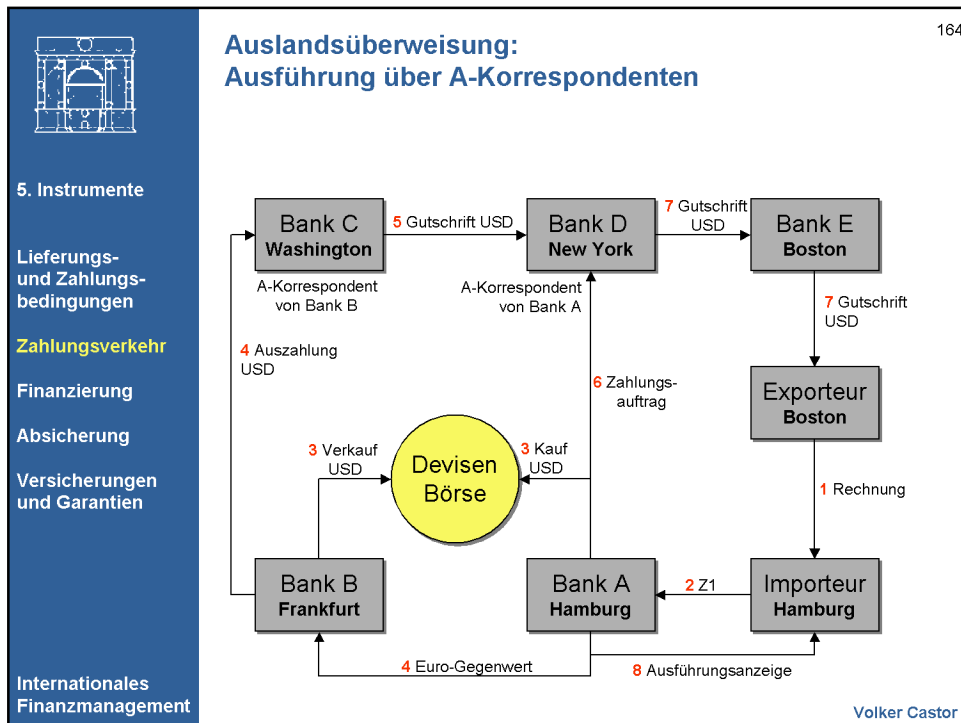 164
Auslandsüberweisung:
Ausführung über A-Korrespondenten
5. Instrumente
Lieferungs-
und Zahlungs-
bedingungen
Zahlungsverkehr
Finanzierung
Absicherung
Versicherungen
und Garantien
Internationales
Finanzmanagement
Bank C
Washington
5 Gutschrift USD
Bank D
New York
7 Gutschrift
USD
Bank E
Boston
A-Korrespondent
von Bank B
A-Korrespondent
von Bank A
7 Gutschrift
USD
4 Auszahlung
USD
6 Zahlungs-
auftrag
Exporteur
Boston
3 Verkauf
USD
Devisen
Börse
3 Kauf
USD
1 Rechnung
Bank B
Frankfurt
Bank A
Hamburg
2 Z1
Importeur
Hamburg
4 Euro-Gegenwert
8 Ausführungsanzeige
Volker Castor